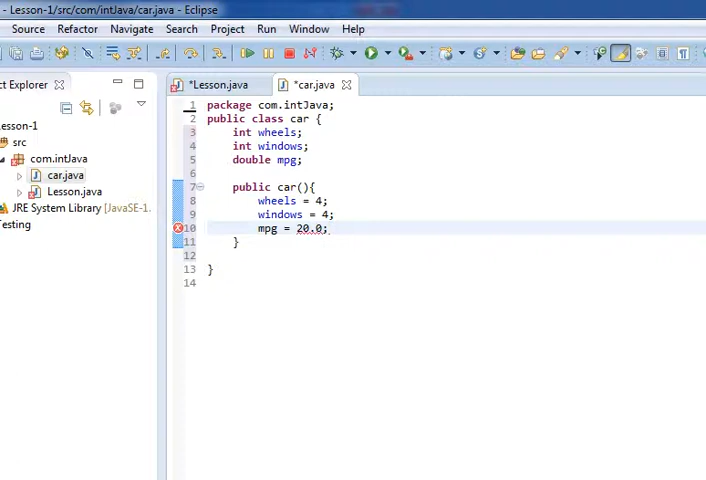 - Lesson-1/src/com/intJava/car.java - Eclipse
Source Refactor Navigate Search Project Run Window Help
ct Explorer
*Lesson.java
*car.java
esson-1
src
com.intJava
car.java
Lesson.java
JRE System Library [JavaSE-1.
Testing
1 package com.intJava;
2 public class car {
3 int wheels;
4 int windows;
5 double mpg;
6
7 public car(){
8 wheels = 4;
9 windows = 4;
10 mpg = 20.0;
11 }
12
13 }
14